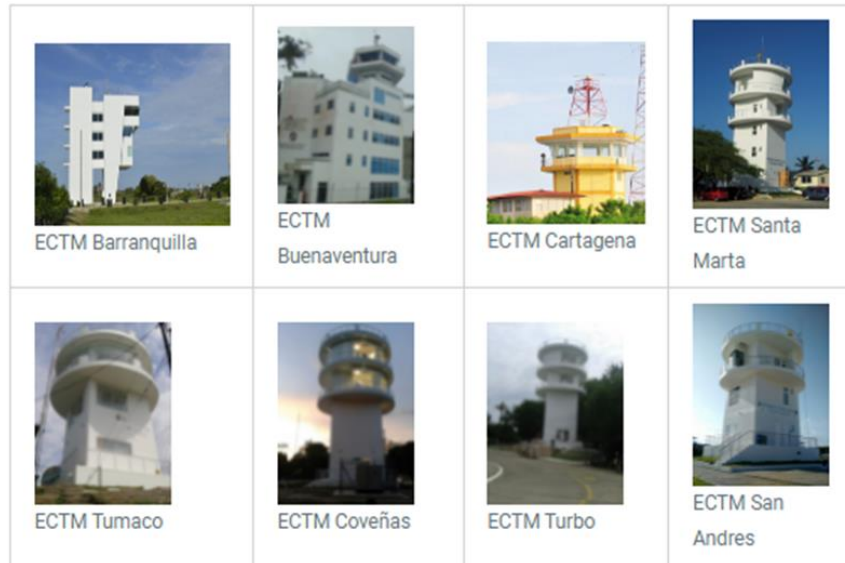 ECTM Barranquilla
ECTM
Buenaventura
ECTM Cartagena
ECTM Santa
Marta
ECTM Tumaco
ECTM Coveñas
ECTM Turbo
ECTM San
Andres